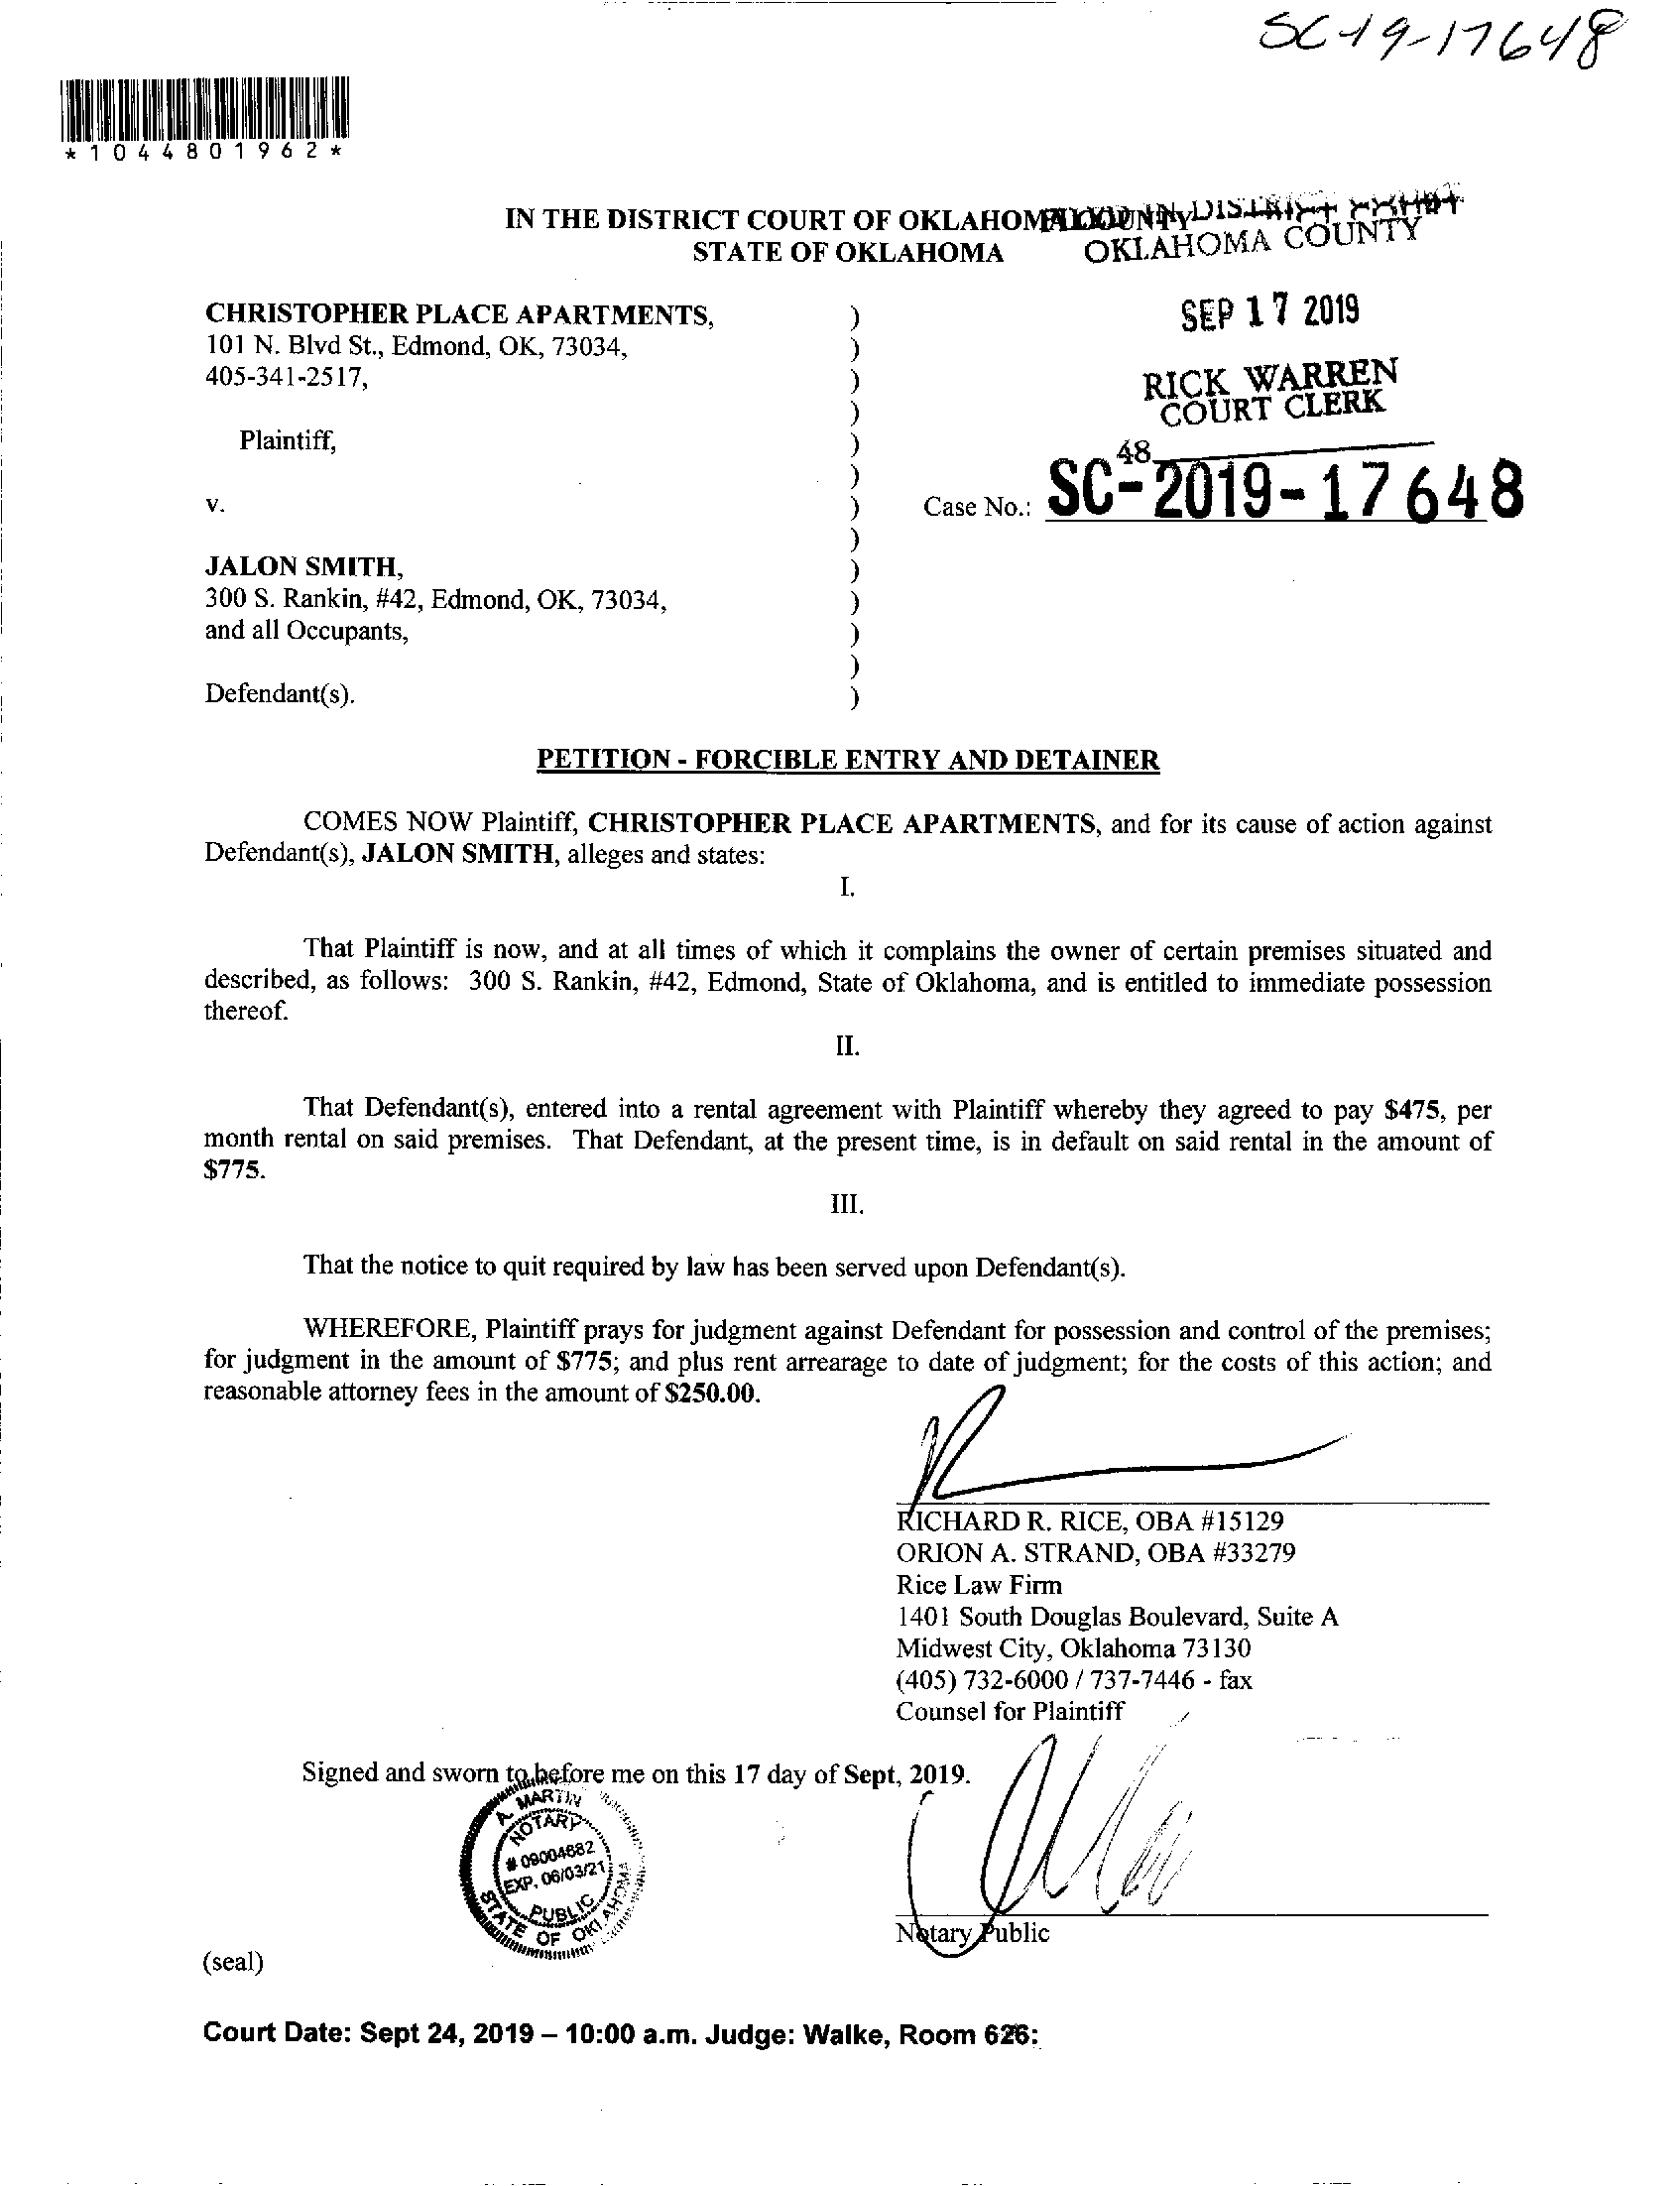 SC-19-17648
*1044801962*
IN THE DISTRICT COURT OF OKLAHOMA COUNTY
STATE OF OKLAHOMA
FILED IN DISTRICT COURT
OKLAHOMA COUNTY
CHRISTOPHER PLACE APARTMENTS, )
101 N. Blvd St., Edmond, OK, 73034, )
405-341-2517, )
)
Plaintiff, )
)
v. )
)
JALON SMITH, )
300 S. Rankin, #42, Edmond, OK, 73034, )
and all Occupants, )
)
Defendant(s). )
SEP 17 2019
RICK WARREN
COURT CLERK
48
Case No.: SC-2019-17648
PETITION - FORCIBLE ENTRY AND DETAINER
COMES NOW Plaintiff, CHRISTOPHER PLACE APARTMENTS, and for its cause of action against
Defendant(s), JALON SMITH, alleges and states:
I.
That Plaintiff is now, and at all times of which it complains the owner of certain premises situated and
described, as follows: 300 S. Rankin, #42, Edmond, State of Oklahoma, and is entitled to immediate possession
thereof.
II.
That Defendant(s), entered into a rental agreement with Plaintiff whereby they agreed to pay $475, per
month rental on said premises. That Defendant, at the present time, is in default on said rental in the amount of
$775.
III.
That the notice to quit required by law has been served upon Defendant(s).
WHEREFORE, Plaintiff prays for judgment against Defendant for possession and control of the premises;
for judgment in the amount of $775; and plus rent arrearage to date of judgment; for the costs of this action; and
reasonable attorney fees in the amount of $250.00.
RICHARD R. RICE, OBA #15129
ORION A. STRAND, OBA #33279
Rice Law Firm
1401 South Douglas Boulevard, Suite A
Midwest City, Oklahoma 73130
(405) 732-6000 / 737-7446 - fax
Counsel for Plaintiff
Signed and sworn to before me on this 17 day of Sept, 2019.
A. MARTIN
NOTARY
# 09004682
EXP. 06/03/21
PUBLIC
STATE OF OKLAHOMA
Notary Public
(seal)
Court Date: Sept 24, 2019 – 10:00 a.m. Judge: Walke, Room 626: